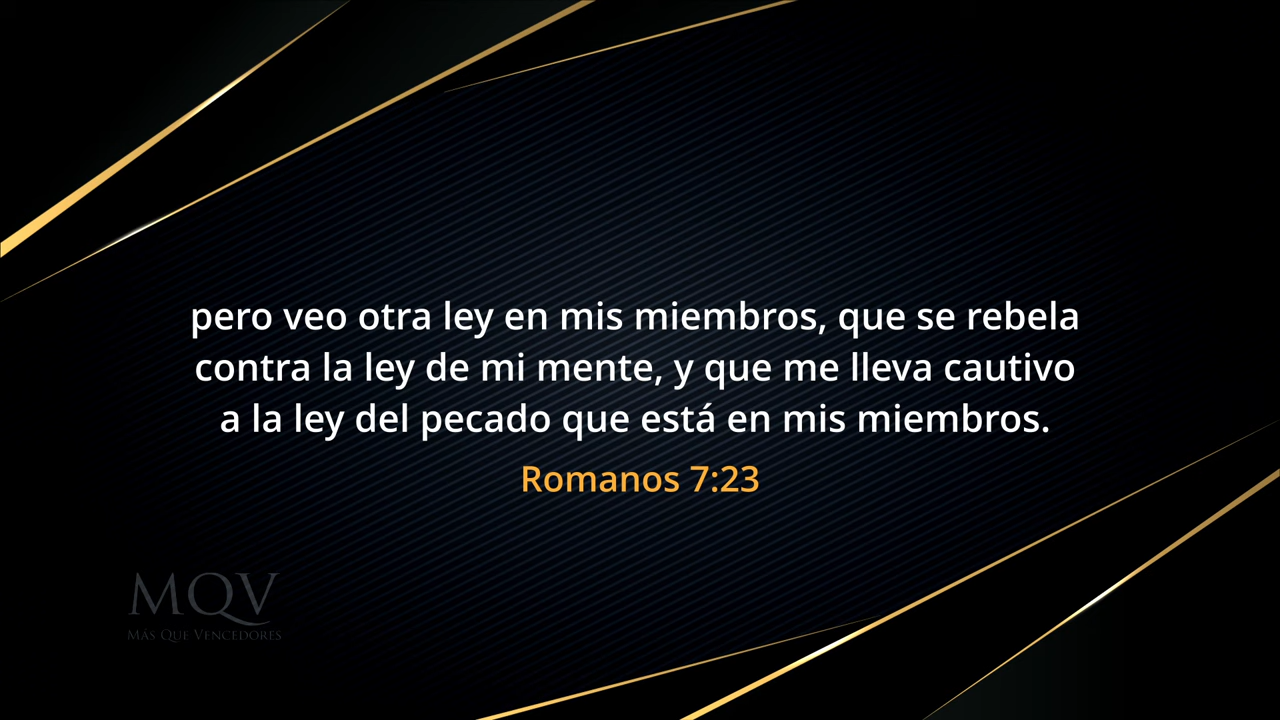 pero veo otra ley en mis miembros, que se rebela
contra la ley de mi mente, y que me lleva cautivo
a la ley del pecado que está en mis miembros.
Romanos 7:23
MQV
Más Que Vencedores